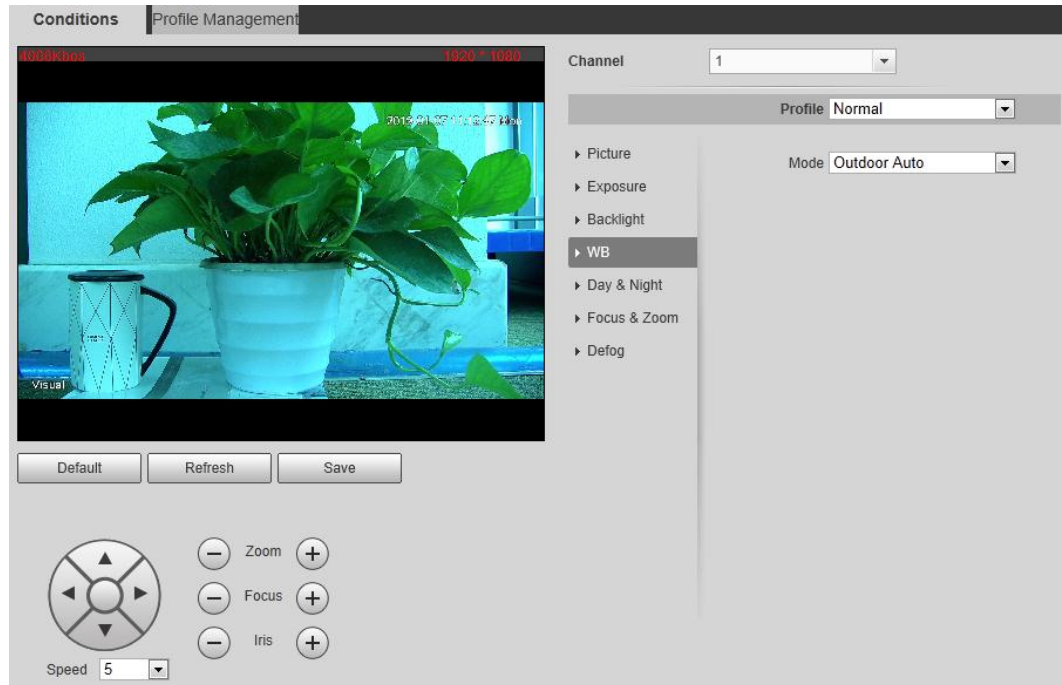 Conditions
Profile Management
1920 * 1080
Channel
1
Profile
Normal
Picture
Exposure
Backlight
WB
Day & Night
Focus & Zoom
Defog
Mode
Outdoor Auto
Visual
Default
Refresh
Save
Zoom
Focus
Iris
Speed
5